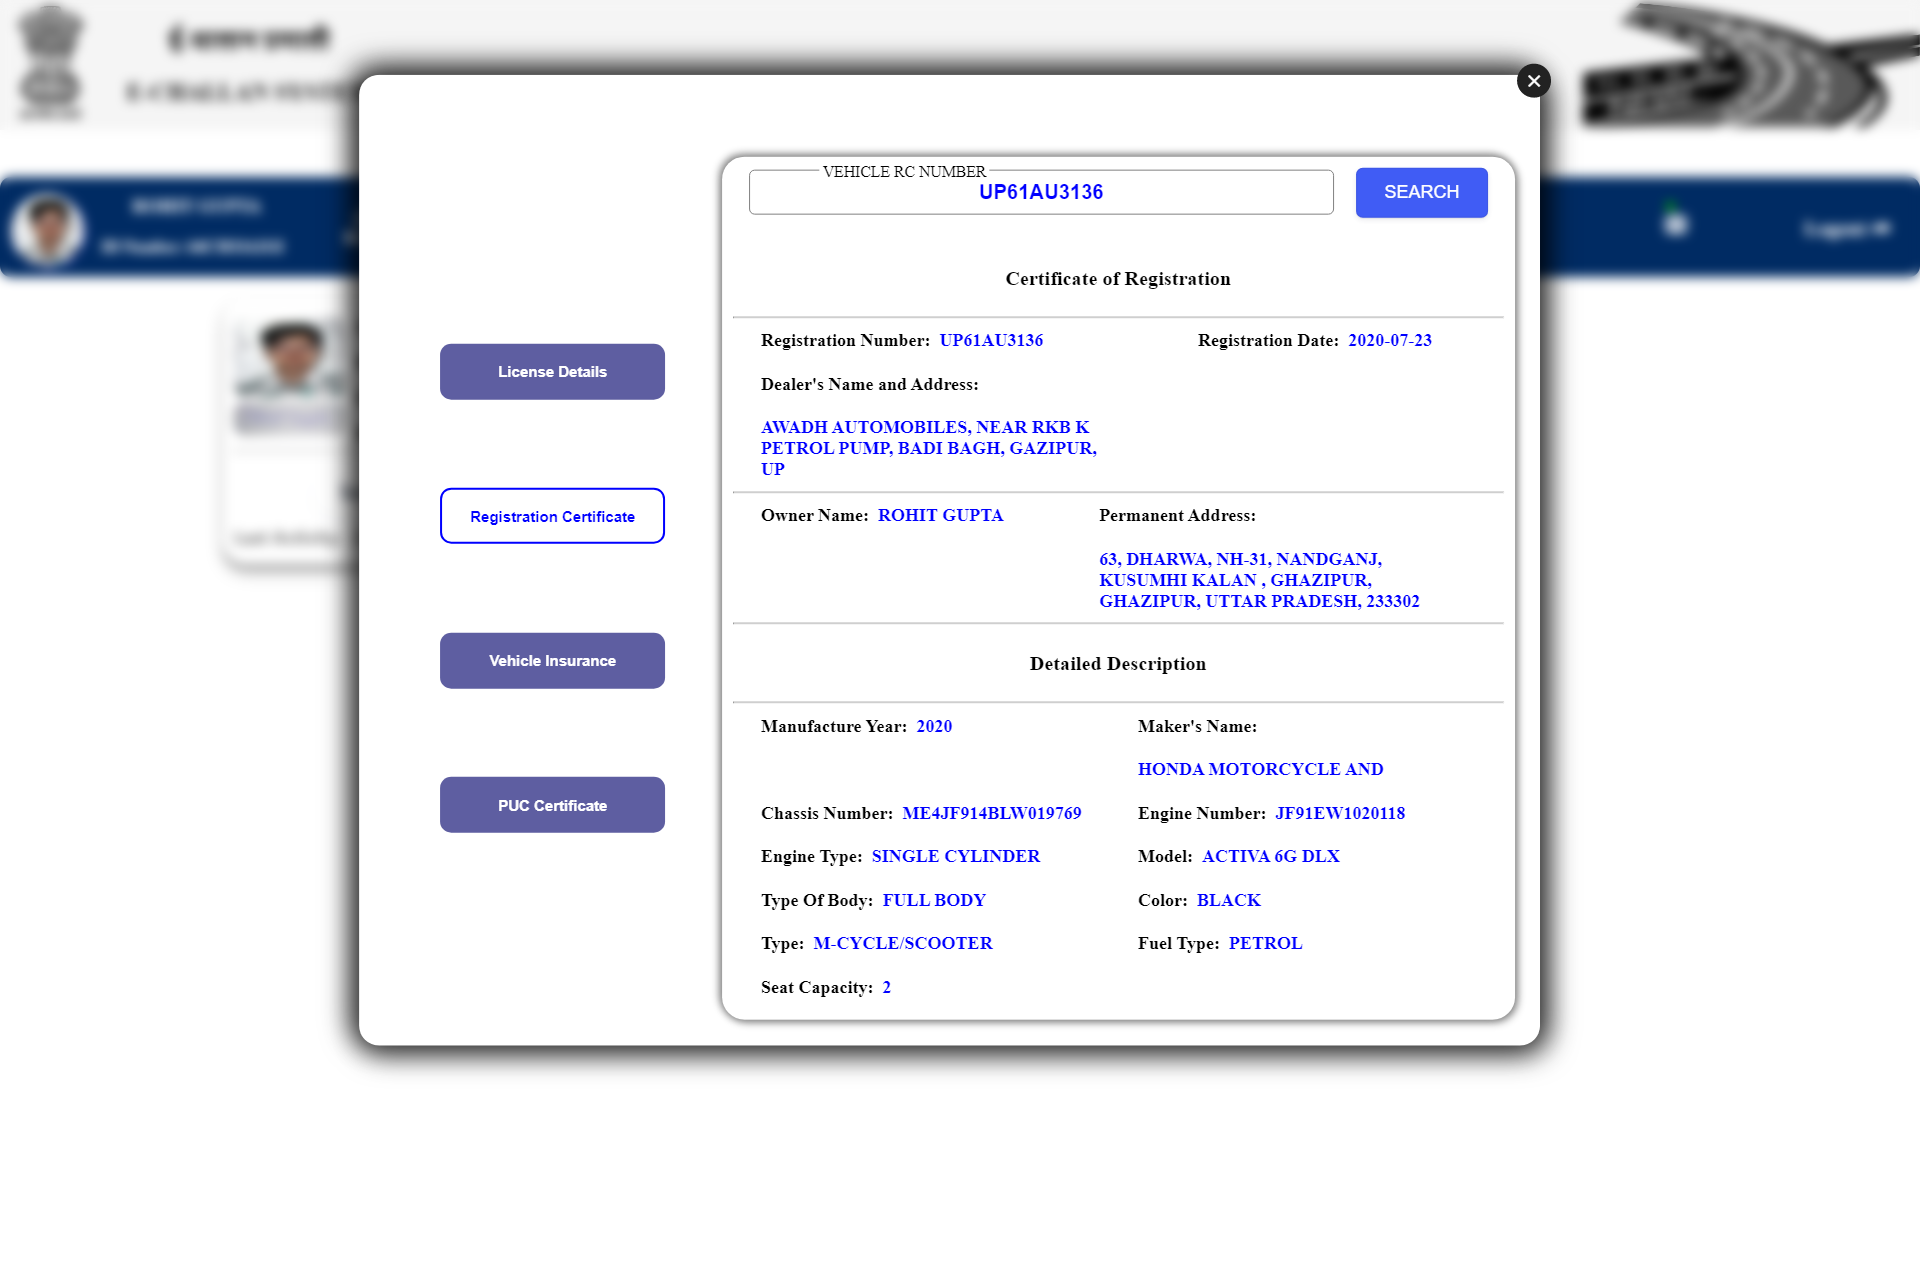 E-CHALLAN
ROHIT GUPTA
Logout
VEHICLE RC NUMBER
UP61AU3136
SEARCH
License Details
Registration Certificate
Vehicle Insurance
PUC Certificate
Certificate of Registration
Registration Number: UP61AU3136 Registration Date: 2020-07-23
Dealer's Name and Address:
AWADH AUTOMOBILES, NEAR RKB K
PETROL PUMP, BADI BAGH, GAZIPUR,
UP
Owner Name: ROHIT GUPTA Permanent Address:
63, DHARWA, NH-31, NANDGANJ,
KUSUMHI KALAN , GHAZIPUR,
GHAZIPUR, UTTAR PRADESH, 233302
Detailed Description
Manufacture Year: 2020 Maker's Name:
HONDA MOTORCYCLE AND
Chassis Number: ME4JF914BLW019769 Engine Number: JF91EW1020118
Engine Type: SINGLE CYLINDER Model: ACTIVA 6G DLX
Type Of Body: FULL BODY Color: BLACK
Type: M-CYCLE/SCOOTER Fuel Type: PETROL
Seat Capacity: 2